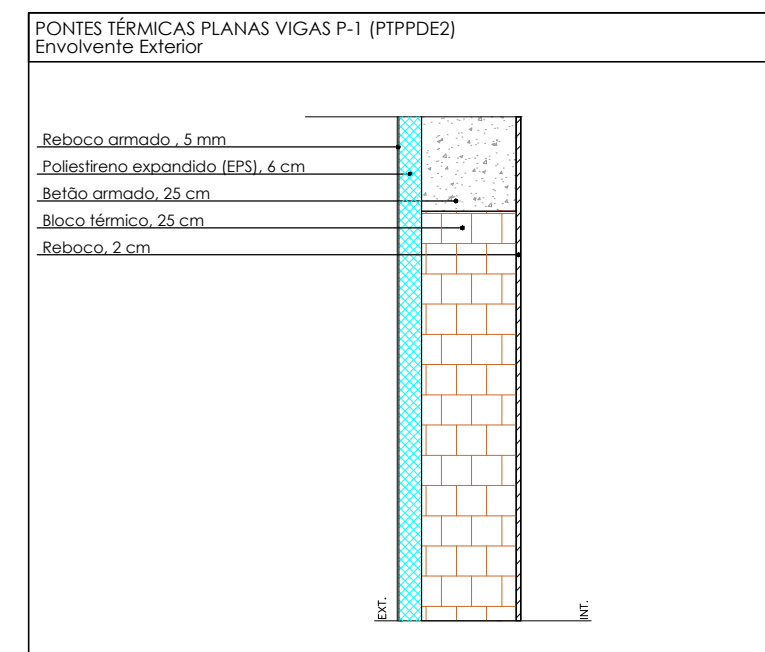 PONTES TÉRMICAS PLANAS VIGAS P-1 (PTPPDE2)
Envolvente Exterior
Reboco armado , 5 mm
Poliestireno expandido (EPS), 6 cm
Betão armado, 25 cm
Bloco térmico, 25 cm
Reboco, 2 cm
EXT.
INT.